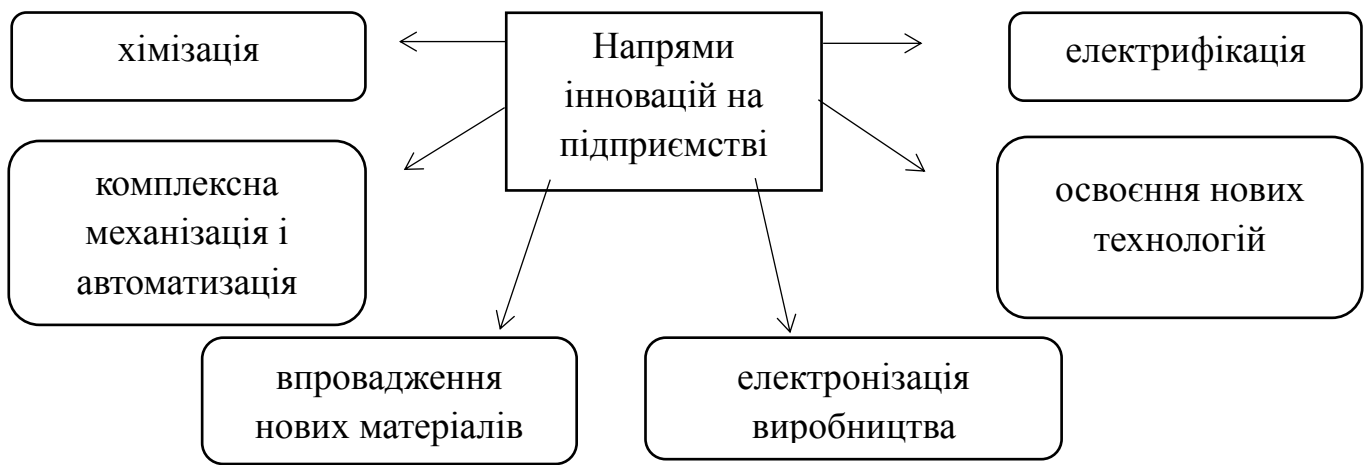 Напрями
інновацій на
підприємстві
хімізація
електрифікація
комплексна
механізація і
автоматизація
освоєння нових
технологій
впровадження
нових матеріалів
електронізація
виробництва